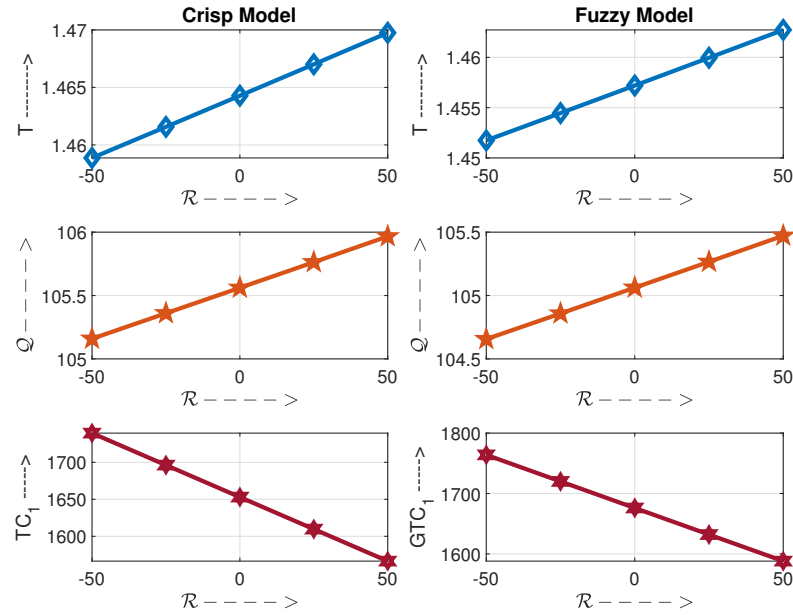 Crisp Model
1.47
1.465
1.46
T ------>
-50 0 50
ℛ − − − − >
Fuzzy Model
1.46
1.455
1.45
T ------>
-50 0 50
ℛ − − − − >
106
105.5
105
𝒬 − − − − >
-50 0 50
ℛ − − − − >
105.5
105
104.5
𝒬 − − − − >
-50 0 50
ℛ − − − − >
1700
1650
1600
TC₁ ------>
-50 0 50
ℛ − − − − >
1800
1700
1600
GTC₁ ------>
-50 0 50
ℛ − − − − >